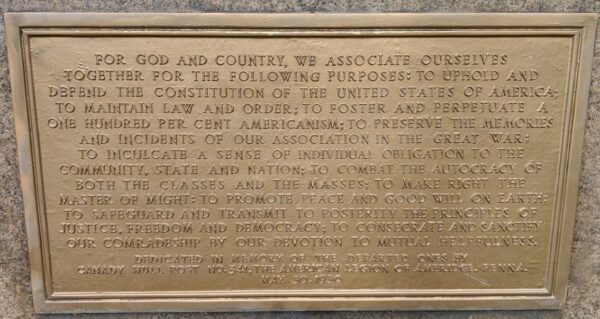 FOR GOD AND COUNTRY, WE ASSOCIATE OURSELVES
TOGETHER FOR THE FOLLOWING PURPOSES: TO UPHOLD AND
DEFEND THE CONSTITUTION OF THE UNITED STATES OF AMERICA;
TO MAINTAIN LAW AND ORDER; TO FOSTER AND PERPETUATE A
ONE HUNDRED PER CENT AMERICANISM; TO PRESERVE THE MEMORIES
AND INCIDENTS OF OUR ASSOCIATION IN THE GREAT WAR;
TO INCULCATE A SENSE OF INDIVIDUAL OBLIGATION TO THE
COMMUNITY, STATE AND NATION; TO COMBAT THE AUTOCRACY OF
BOTH THE CLASSES AND THE MASSES; TO MAKE RIGHT THE
MASTER OF MIGHT; TO PROMOTE PEACE AND GOOD WILL ON EARTH;
TO SAFEGUARD AND TRANSMIT TO POSTERITY THE PRINCIPLES OF
JUSTICE, FREEDOM AND DEMOCRACY; TO CONSECRATE AND SANCTIFY
OUR COMRADESHIP BY OUR DEVOTION TO MUTUAL HELPFULNESS.
DEDICATED IN MEMORY OF THE DEPARTED ONES BY
POST NO. 341, THE AMERICAN LEGION OF AMBRIDGE, PENNA.
MAY 30, 1930